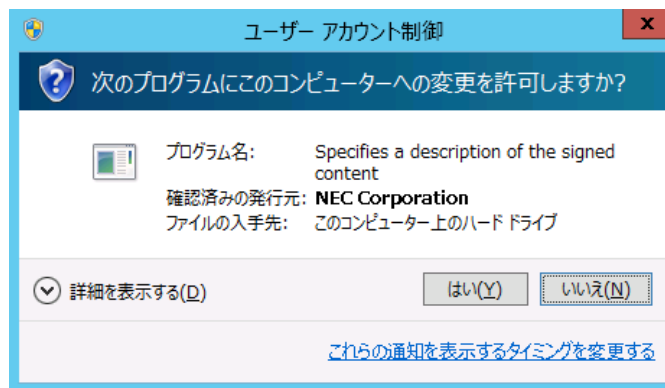 ユーザー アカウント制御
x
次のプログラムにこのコンピューターへの変更を許可しますか?
プログラム名: Specifies a description of the signed
content
確認済みの発行元: NEC Corporation
ファイルの入手先: このコンピューター上のハード ドライブ
詳細を表示する(D)
はい(Y)
いいえ(N)
これらの通知を表示するタイミングを変更する